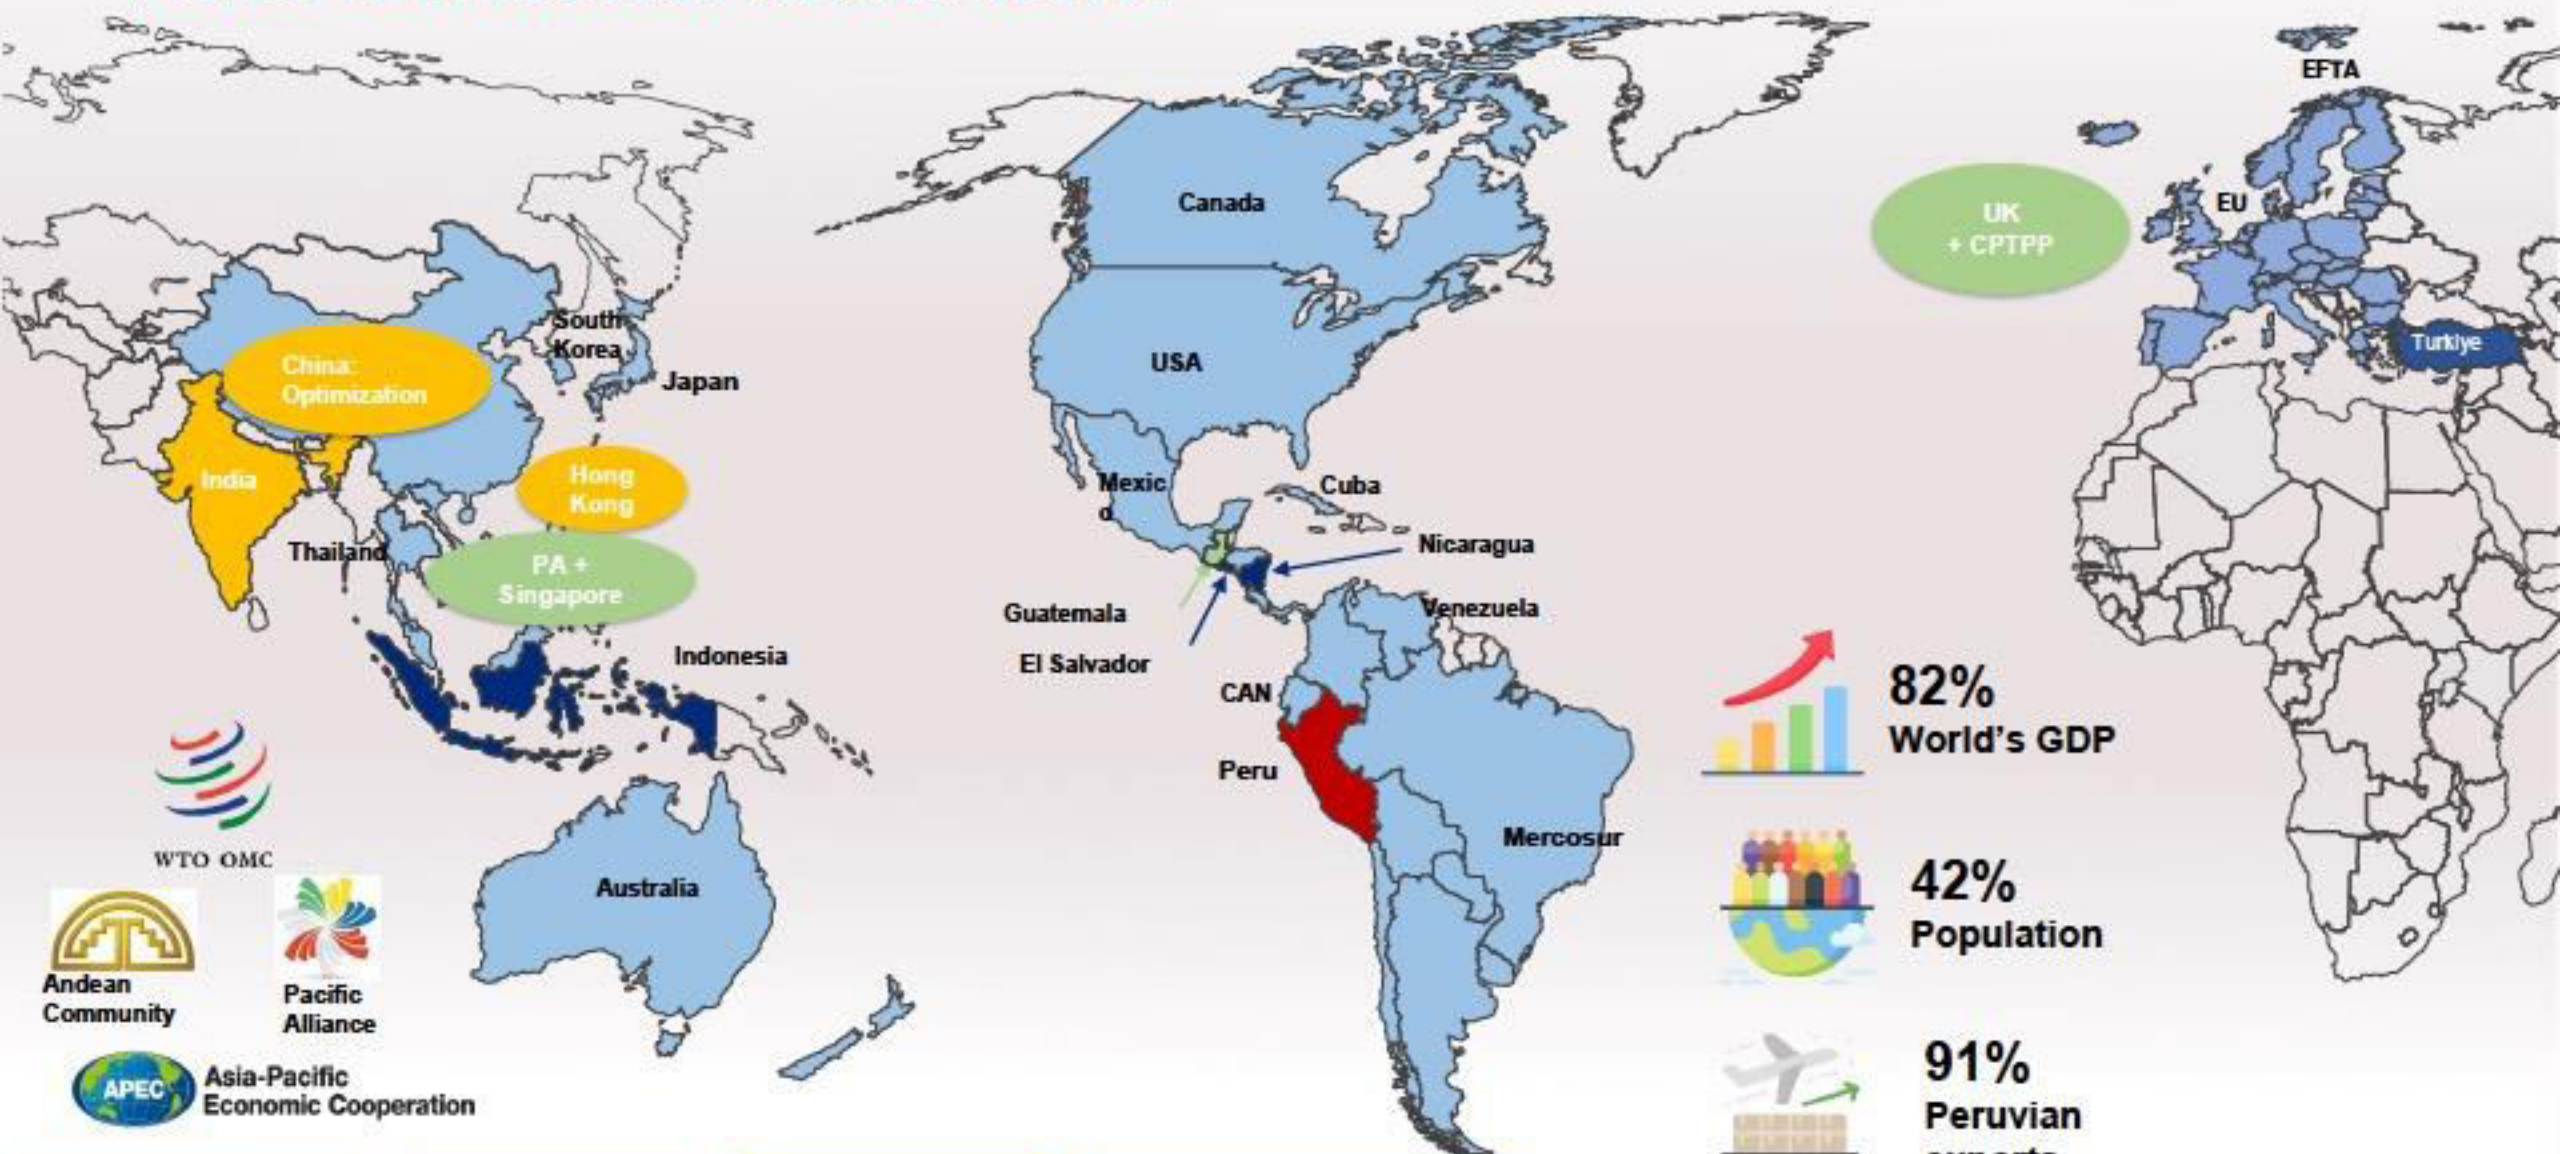 EFTA
Canada
UK
+ CPTPP
EU
South
Korea
Turkiye
China:
Optimization
USA
Japan
India
Hong
Kong
Mexic
o
Cuba
Nicaragua
Thailand
PA +
Singapore
Guatemala
Venezuela
El Salvador
Indonesia
CAN
82%
World's GDP
Peru
Mercosur
WTO OMC
Australia
42%
Population
Andean
Community
Pacific
Alliance
APEC
Asia-Pacific
Economic Cooperation
91%
Peruvian